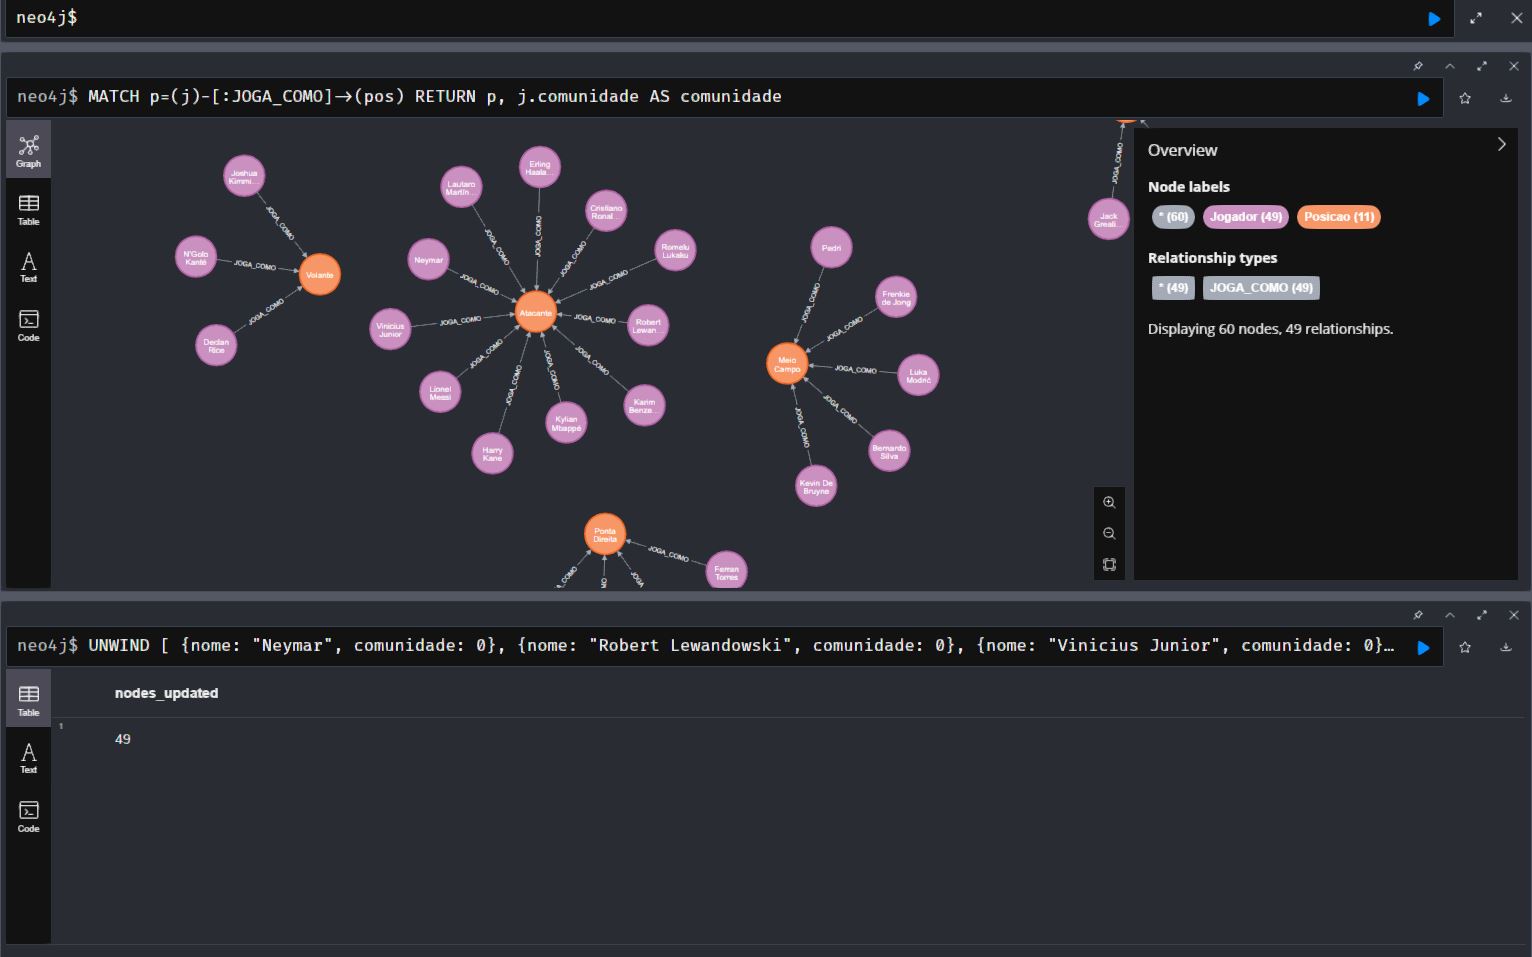 neo4j$
neo4j$ MATCH p=(j)-[:JOGA_COMO]→(pos) RETURN p, j.comunidade AS comunidade
Graph
Table
Text
Code
Joshua
Kimmi...
N'Golo
Kanté
Declan
Rice
Volante
JOGA_COMO
JOGA_COMO
JOGA_COMO
Lautaro
Martín...
Erling
Haala...
Cristiano
Ronal...
Romelu
Lukaku
Neymar
Vinicius
Junior
Atacante
Robert
Lewan...
Lionel
Messi
Harry
Kane
Kylian
Mbappé
Karim
Benze...
JOGA_COMO
JOGA_COMO
JOGA_COMO
JOGA_COMO
JOGA_COMO
JOGA_COMO
JOGA_COMO
JOGA_COMO
JOGA_COMO
JOGA_COMO
JOGA_COMO
Pedri
Frenkie
de Jong
Meio
Campo
Luka
Modrić
Bernardo
Silva
Kevin De
Bruyne
JOGA_COMO
JOGA_COMO
JOGA_COMO
JOGA_COMO
JOGA_COMO
Jack
Greali...
JOGA_COMO
Ponta
Direita
Ferran
Torres
JOGA_COMO
A_COMO
MO
JOGA
Overview
Node labels
* (60)
Jogador (49)
Posicao (11)
Relationship types
* (49)
JOGA_COMO (49)
Displaying 60 nodes, 49 relationships.
neo4j$ UNWIND [ {nome: "Neymar", comunidade: 0}, {nome: "Robert Lewandowski", comunidade: 0}, {nome: "Vinicius Junior", comunidade: 0}…
Table
Text
Code
nodes_updated
1
49